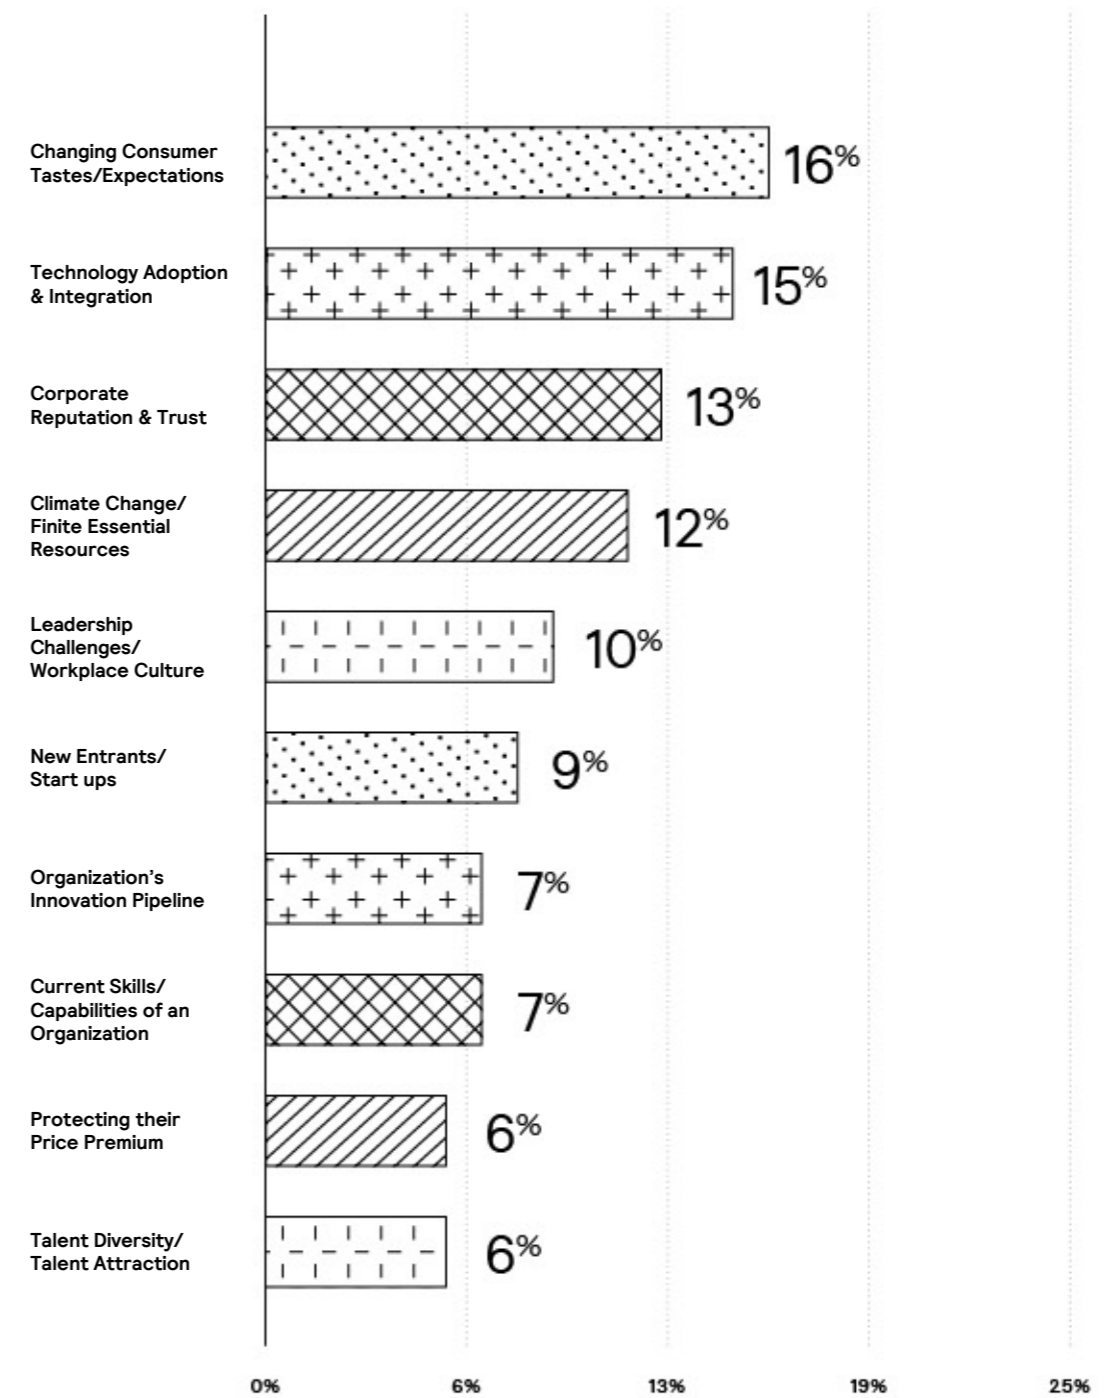 Changing Consumer
Tastes/Expectations
16%
Technology Adoption
& Integration
15%
Corporate
Reputation & Trust
13%
Climate Change/
Finite Essential
Resources
12%
Leadership
Challenges/
Workplace Culture
10%
New Entrants/
Start ups
9%
Organization's
Innovation Pipeline
7%
Current Skills/
Capabilities of an
Organization
7%
Protecting their
Price Premium
6%
Talent Diversity/
Talent Attraction
6%
0% 6% 13% 19% 25%